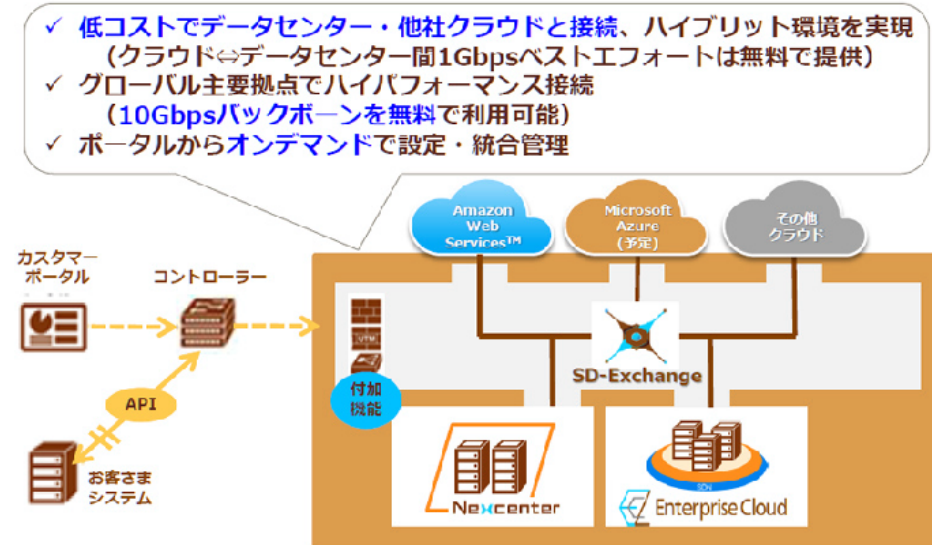 ✓ 低コストでデータセンター・他社クラウドと接続、ハイブリット環境を実現
（クラウド⇔データセンター間1Gbpsベストエフォートは無料で提供）
✓ グローバル主要拠点でハイパフォーマンス接続
（10Gbpsバックボーンを無料で利用可能）
✓ ポータルからオンデマンドで設定・統合管理
Amazon
Web
Services™
Microsoft
Azure
(予定)
その他
クラウド
カスタマー
ポータル
コントローラー
UTM
付加
機能
SD-Exchange
API
お客さま
システム
Nexcenter
SDN
Enterprise Cloud